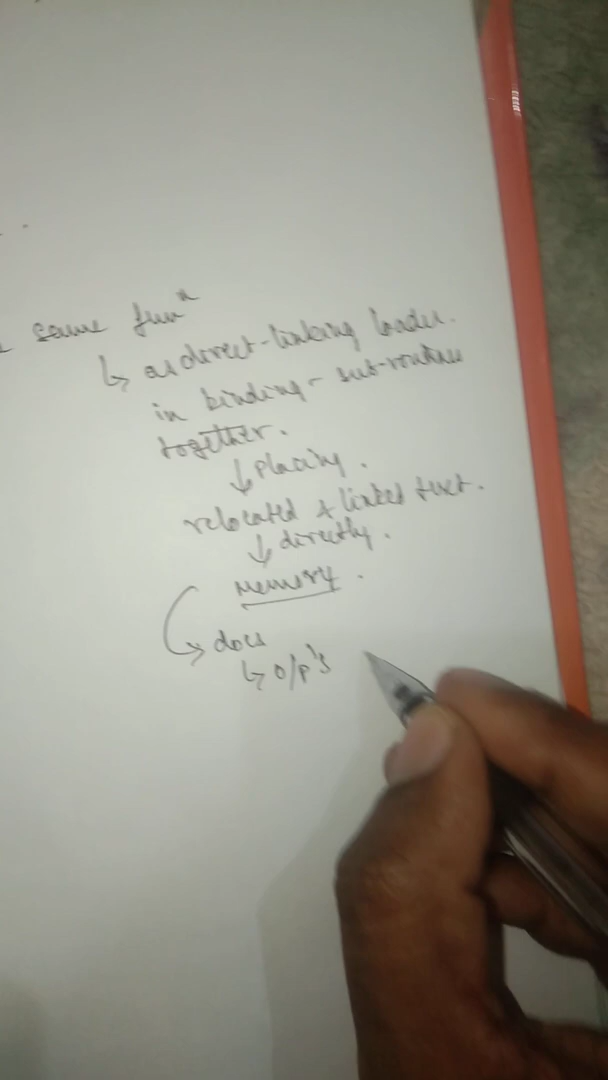 same funⁿ
↳ as direct-linking loader.
in binding - sub-routines
together.
↓ placing.
relocated & linked text.
↓ directly.
memory.
↳ does
↳ o/p's